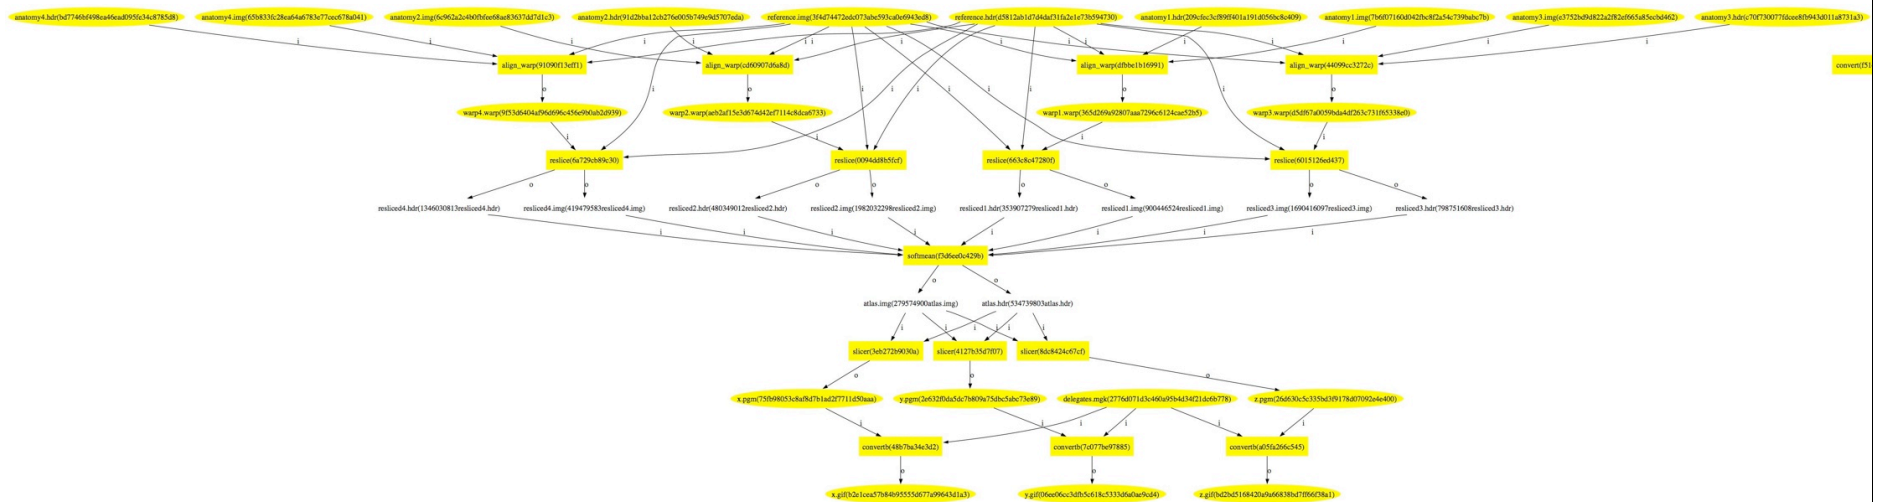 anatomy4.hdr(bd7746bf498ea46ead095fe34c8785d8)
anatomy4.img(65b833fc28ea64a6783e77cec678a041)
anatomy2.img(6c962a2c4b0fbfee68ae83637dd7d1c3)
anatomy2.hdr(91d2bba12cb276e005b749e9d5707eda)
reference.img(3f4d74472edc073abe593ca0e6943ed8)
reference.hdr(d5812ab1d7d4daf31fa2e1e73b594730)
anatomy1.hdr(209cfec3cf89ff401a191d056bc8c409)
anatomy1.img(7b6f07160d042fbc8f2a54c739babc7b)
anatomy3.img(e3752bd9d822a2f82ef665a85ecbd462)
anatomy3.hdr(c70f730077fdcee8fb943d011a8731a3)
i i i i i i i i i i i i i i
align_warp(91090f13eff1)
align_warp(cd60907d6a8d)
align_warp(dfbbe1b16991)
align_warp(44099cc3272c)
convert(f51
o i o i i i i i o i o
warp4.warp(9f53d6404af96d696c456e9b0ab2d939)
warp2.warp(aeb2af15e3d674d42ef7114c8dca6733)
warp1.warp(365d269a92807aaa7296c6124cae52b5)
warp3.warp(d5df67a0059bda4df263c731f65338e0)
i i i i
reslice(6a729cb89c30)
reslice(0094dd8b5fcf)
reslice(663c8c47280f)
reslice(6015126ed437)
o o o o o o o o
resliced4.hdr(1346030813resliced4.hdr)
resliced4.img(419479583resliced4.img)
resliced2.hdr(480349012resliced2.hdr)
resliced2.img(1982032298resliced2.img)
resliced1.hdr(353907279resliced1.hdr)
resliced1.img(900446524resliced1.img)
resliced3.img(1690416097resliced3.img)
resliced3.hdr(798751608resliced3.hdr)
i i i i i i i i
softmean(f3d6ee0c429b)
o o
atlas.img(279574900atlas.img)
atlas.hdr(534739803atlas.hdr)
i i i i i i
slicer(3eb272b9030a)
slicer(4127b35d7f07)
slicer(8dc8424c67cf)
o o o
x.pgm(75fb98053c8af8d7b1ad2f7711d50aaa)
y.pgm(2e632f0da5dc7b809a75dbc5abc73e89)
delegates.mgk(2776d071d3c460a95b4d34f21dc6b778)
z.pgm(26d630c5c335bd3f9178d07092e4e400)
i i i i i i
convertb(48b7ba34e3d2)
convertb(7c077be97885)
convertb(a05fa266c545)
o o o
x.gif(b2e1cea57b84b95555d677a99643d1a3)
y.gif(06ee06cc3dfb5c618c5333d6a0ae9cd4)
z.gif(bd2bd5168420a9a66838bd7ff66f38a1)